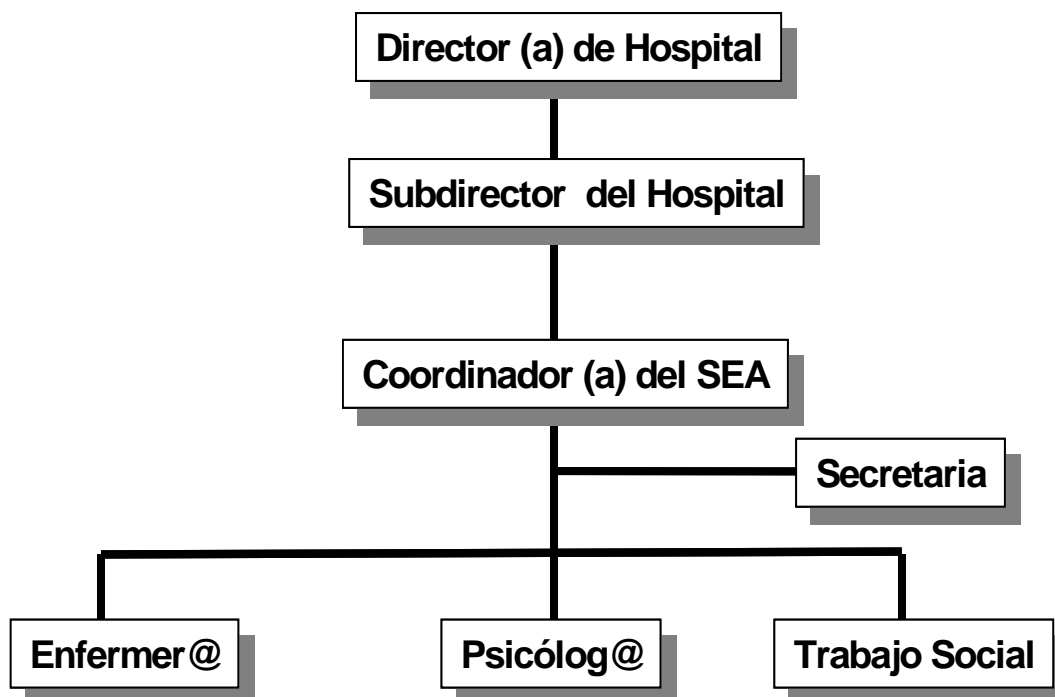 Director (a) de Hospital
Subdirector del Hospital
Coordinador (a) del SEA
Secretaria
Enfermer@
Psicólog@
Trabajo Social